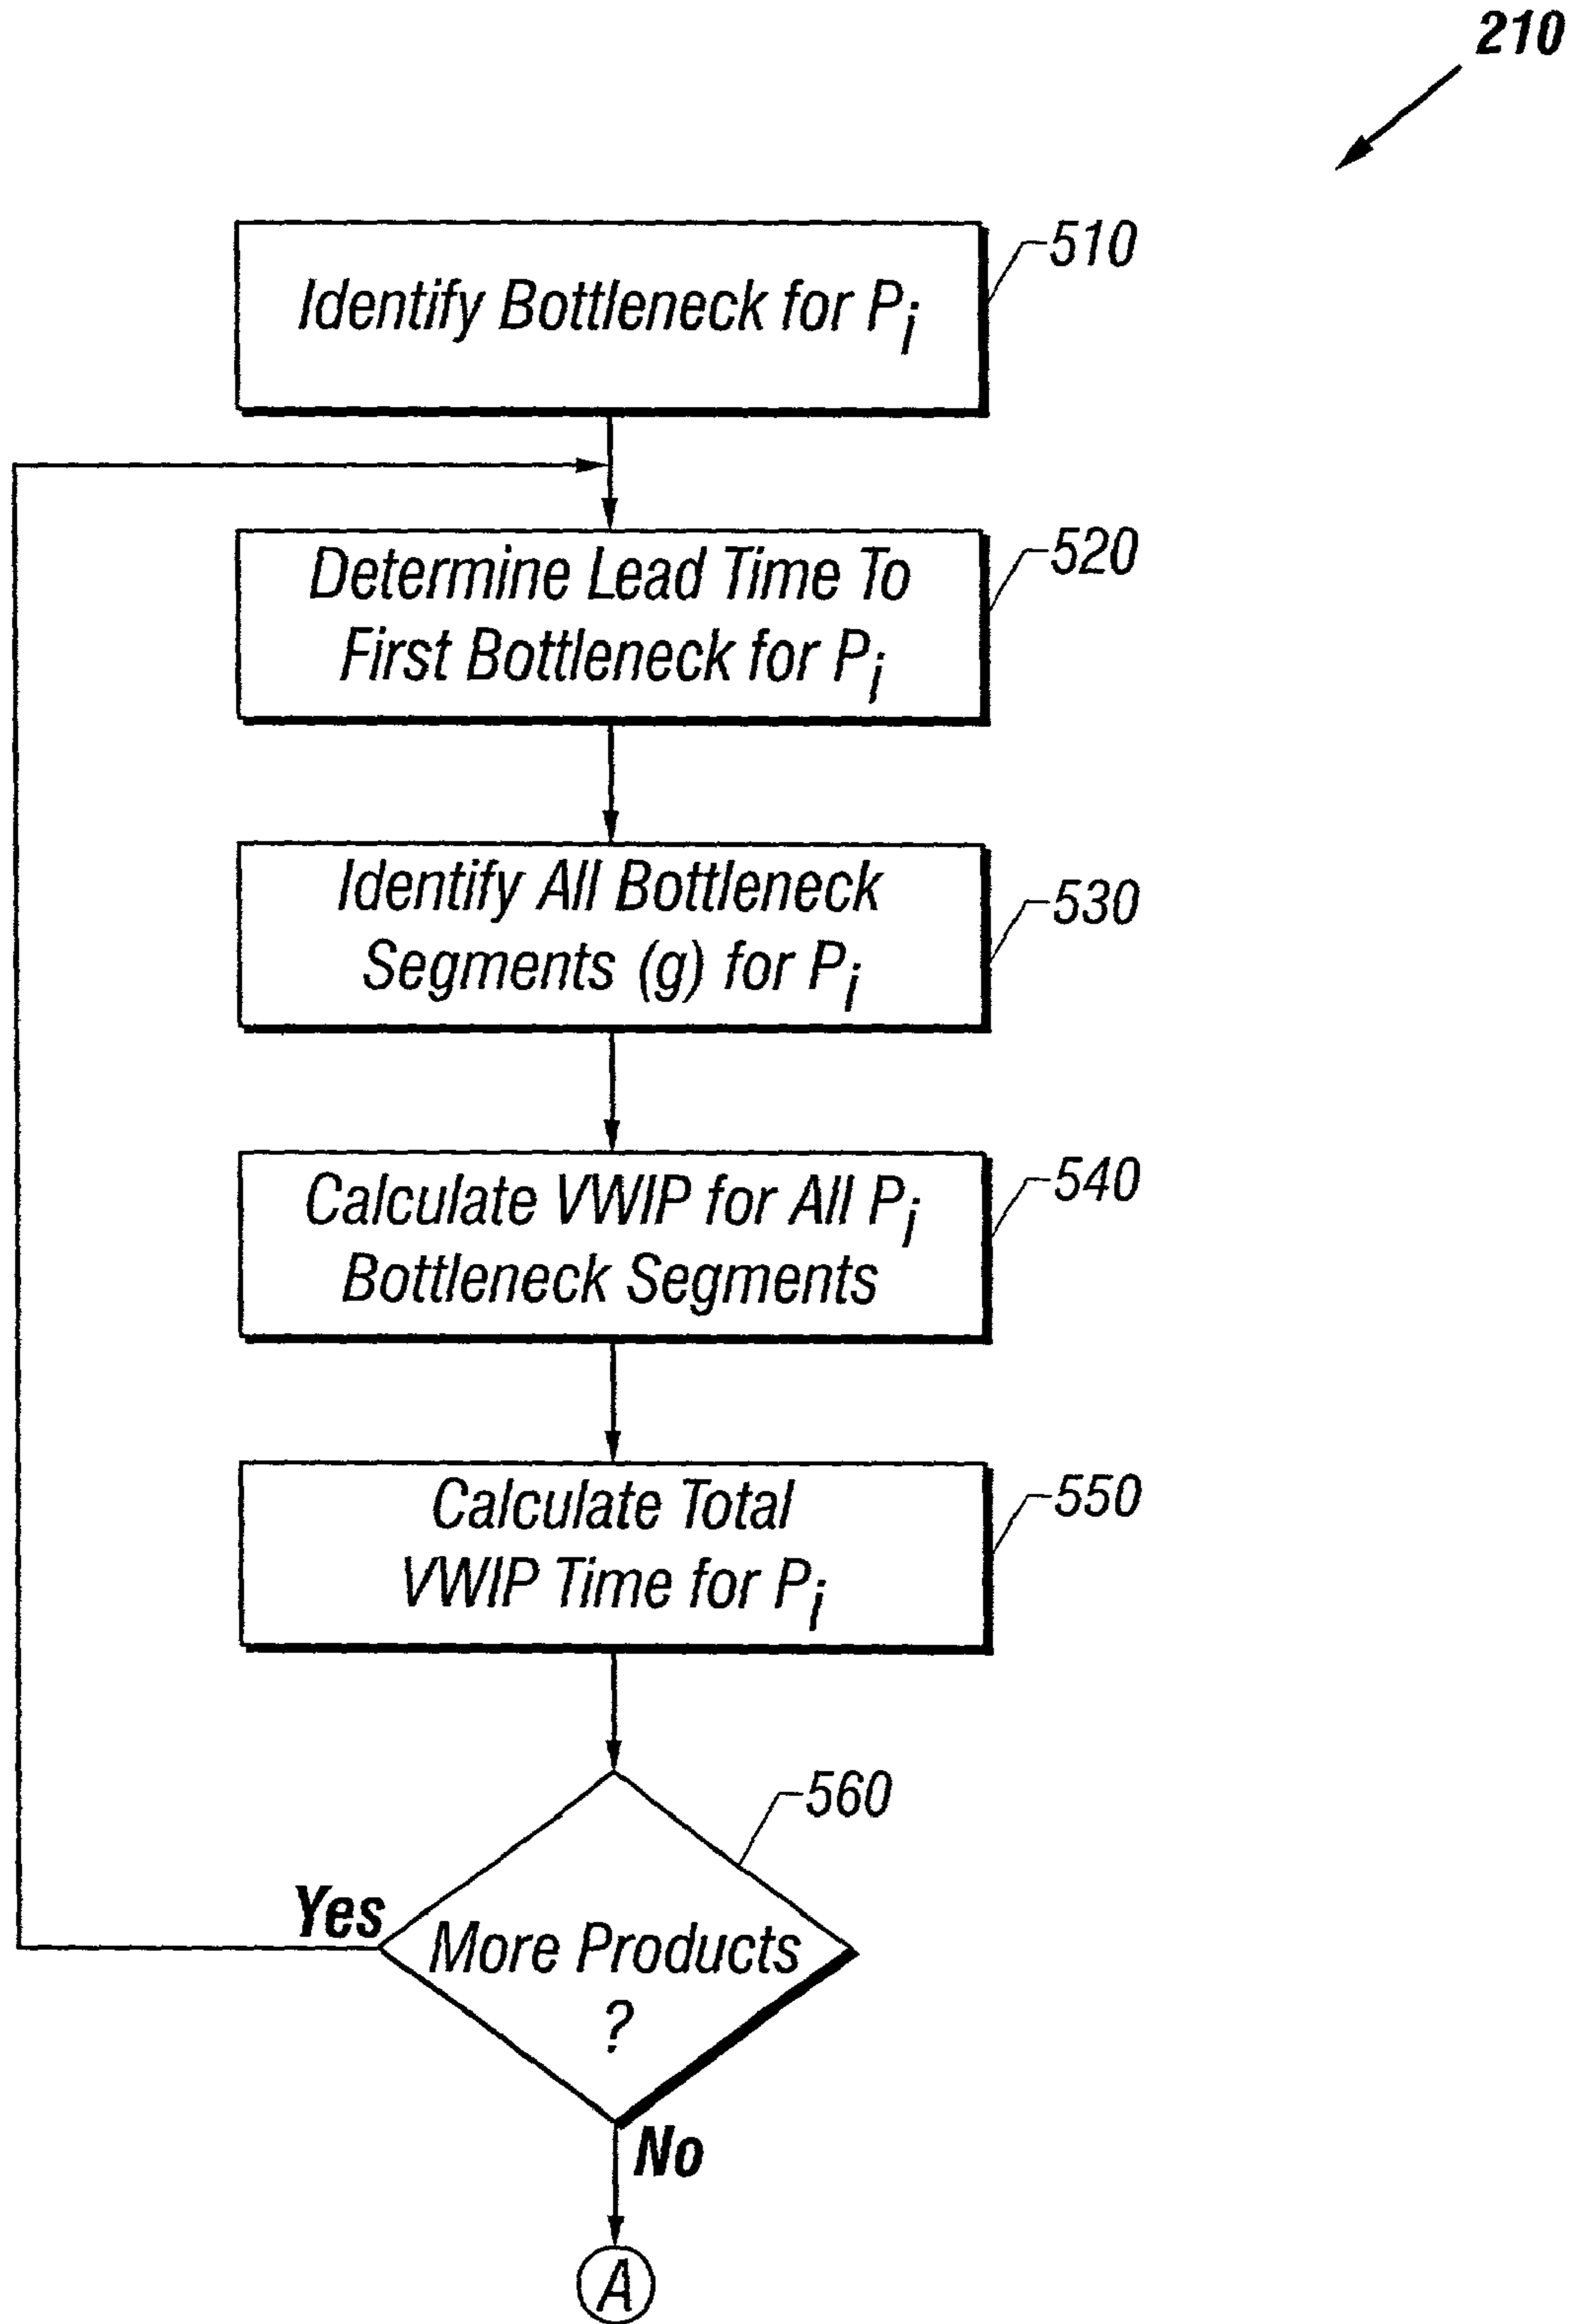 210
Identify Bottleneck for Pi
510
Determine Lead Time To
First Bottleneck for Pi
520
Identify All Bottleneck
Segments (g) for Pi
530
Calculate VWIP for All Pi
Bottleneck Segments
540
Calculate Total
VWIP Time for Pi
550
560
Yes
More Products
?
No
A